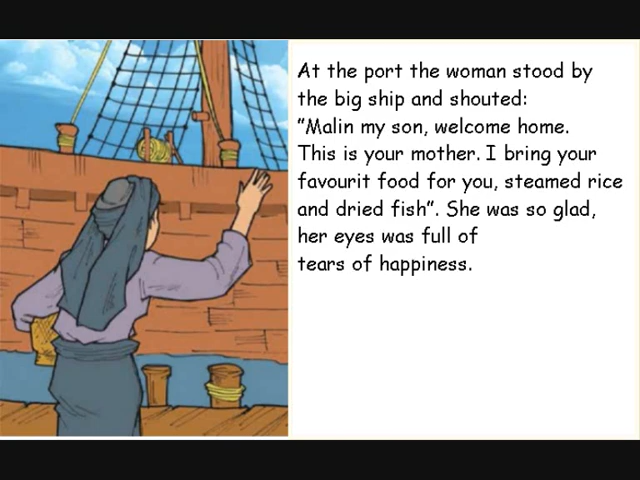 At the port the woman stood by
the big ship and shouted:
"Malin my son, welcome home.
This is your mother. I bring your
favourit food for you, steamed rice
and dried fish". She was so glad,
her eyes was full of
tears of happiness.